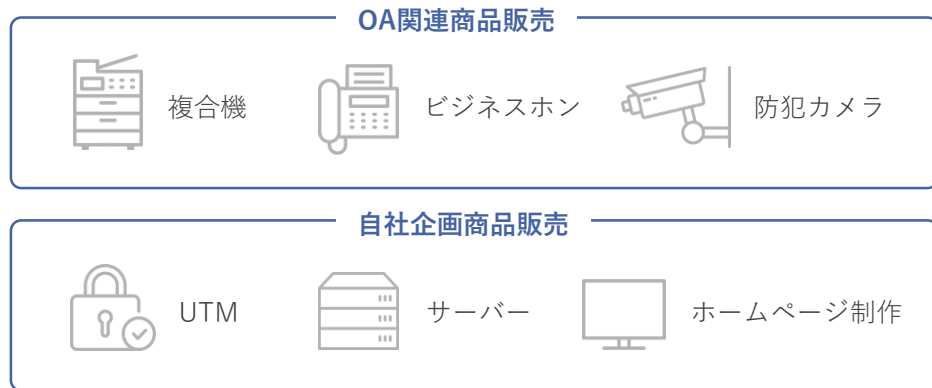 OA関連商品販売
複合機
ビジネスホン
防犯カメラ
自社企画商品販売
UTM
サーバー
ホームページ制作